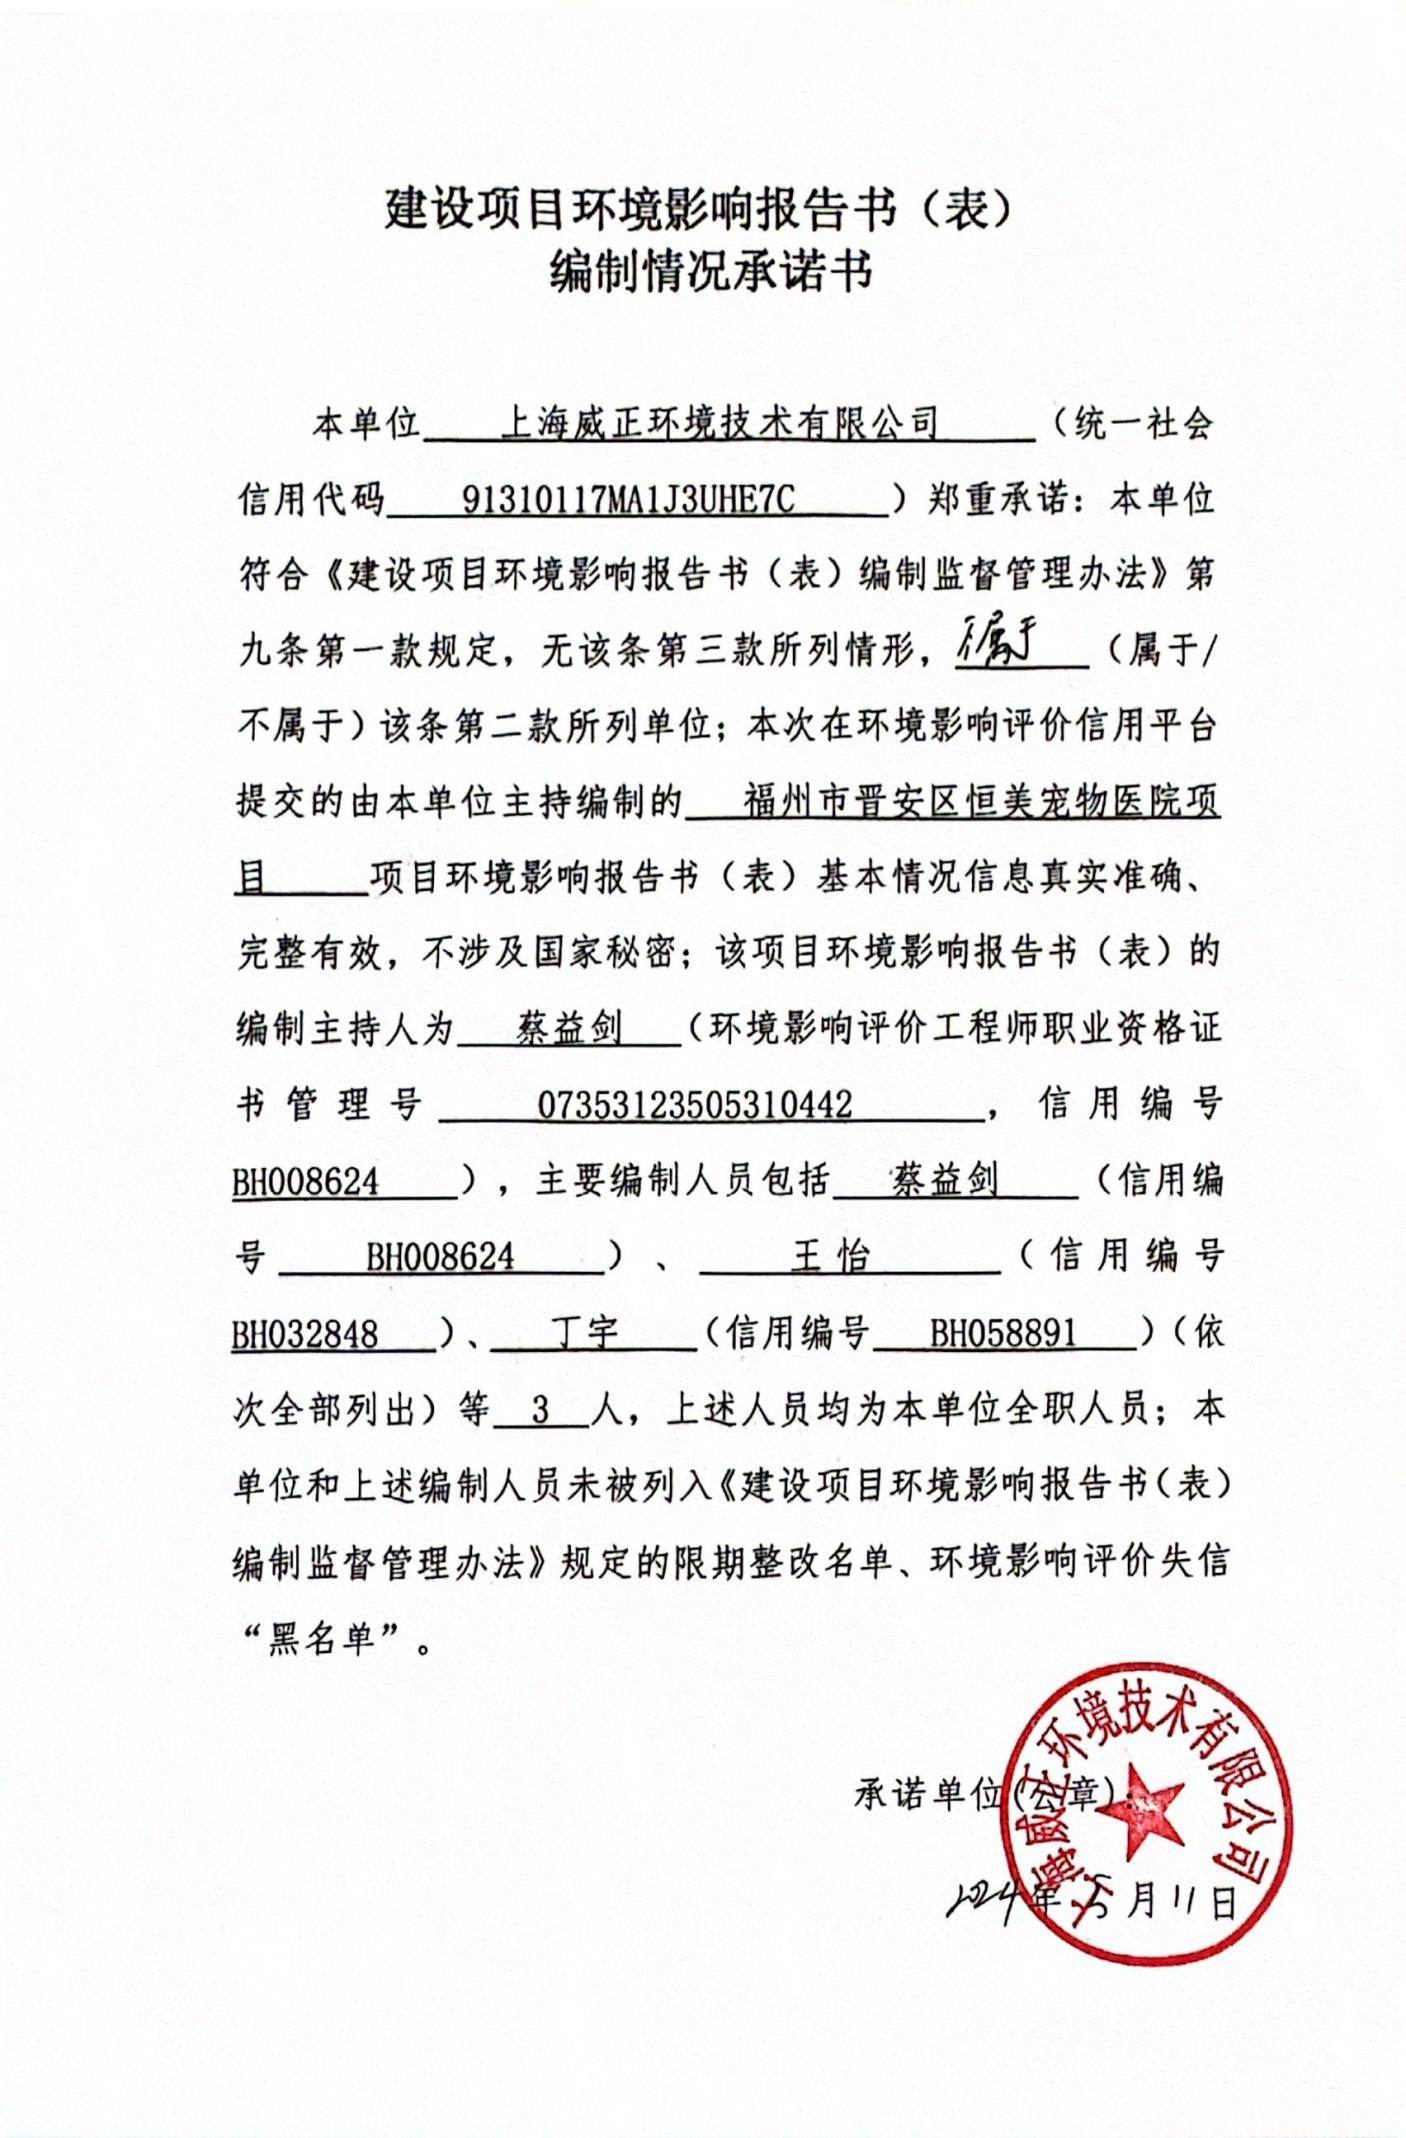 建设项目环境影响报告书（表）
编制情况承诺书
本单位 上海威正环境技术有限公司 （统一社会
信用代码 91310117MA1J3UHE7C ）郑重承诺：本单位
符合《建设项目环境影响报告书（表）编制监督管理办法》第
九条第一款规定，无该条第三款所列情形，不属于（属于/
不属于）该条第二款所列单位；本次在环境影响评价信用平台
提交的由本单位主持编制的 福州市晋安区恒美宠物医院项
目 项目环境影响报告书（表）基本情况信息真实准确、
完整有效，不涉及国家秘密；该项目环境影响报告书（表）的
编制主持人为 蔡益剑 （环境影响评价工程师职业资格证
书管理号 07353123505310442 ，信用编号
BH008624 ），主要编制人员包括 蔡益剑 （信用编
号 BH008624 ）、 王怡 （信用编号
BH032848 ）、 丁宇 （信用编号 BH058891 ）（依
次全部列出）等 3 人，上述人员均为本单位全职人员；本
单位和上述编制人员未被列入《建设项目环境影响报告书（表）
编制监督管理办法》规定的限期整改名单、环境影响评价失信
“黑名单”。
承诺单位（公章）：
上海威正环境技术有限公司
2024年5月11日